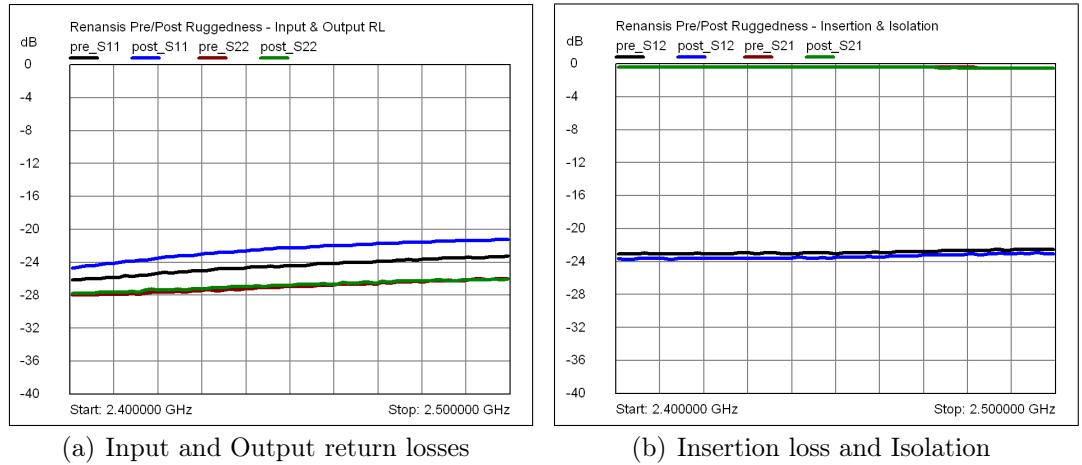 Renansis Pre/Post Ruggedness - Input & Output RL
dB
pre_S11 post_S11 pre_S22 post_S22
0
-4
-8
-12
-16
-20
-24
-28
-32
-36
-40
Start: 2.400000 GHz Stop: 2.500000 GHz
(a) Input and Output return losses
Renansis Pre/Post Ruggedness - Insertion & Isolation
dB
pre_S12 post_S12 pre_S21 post_S21
0
-4
-8
-12
-16
-20
-24
-28
-32
-36
-40
Start: 2.400000 GHz Stop: 2.500000 GHz
(b) Insertion loss and Isolation